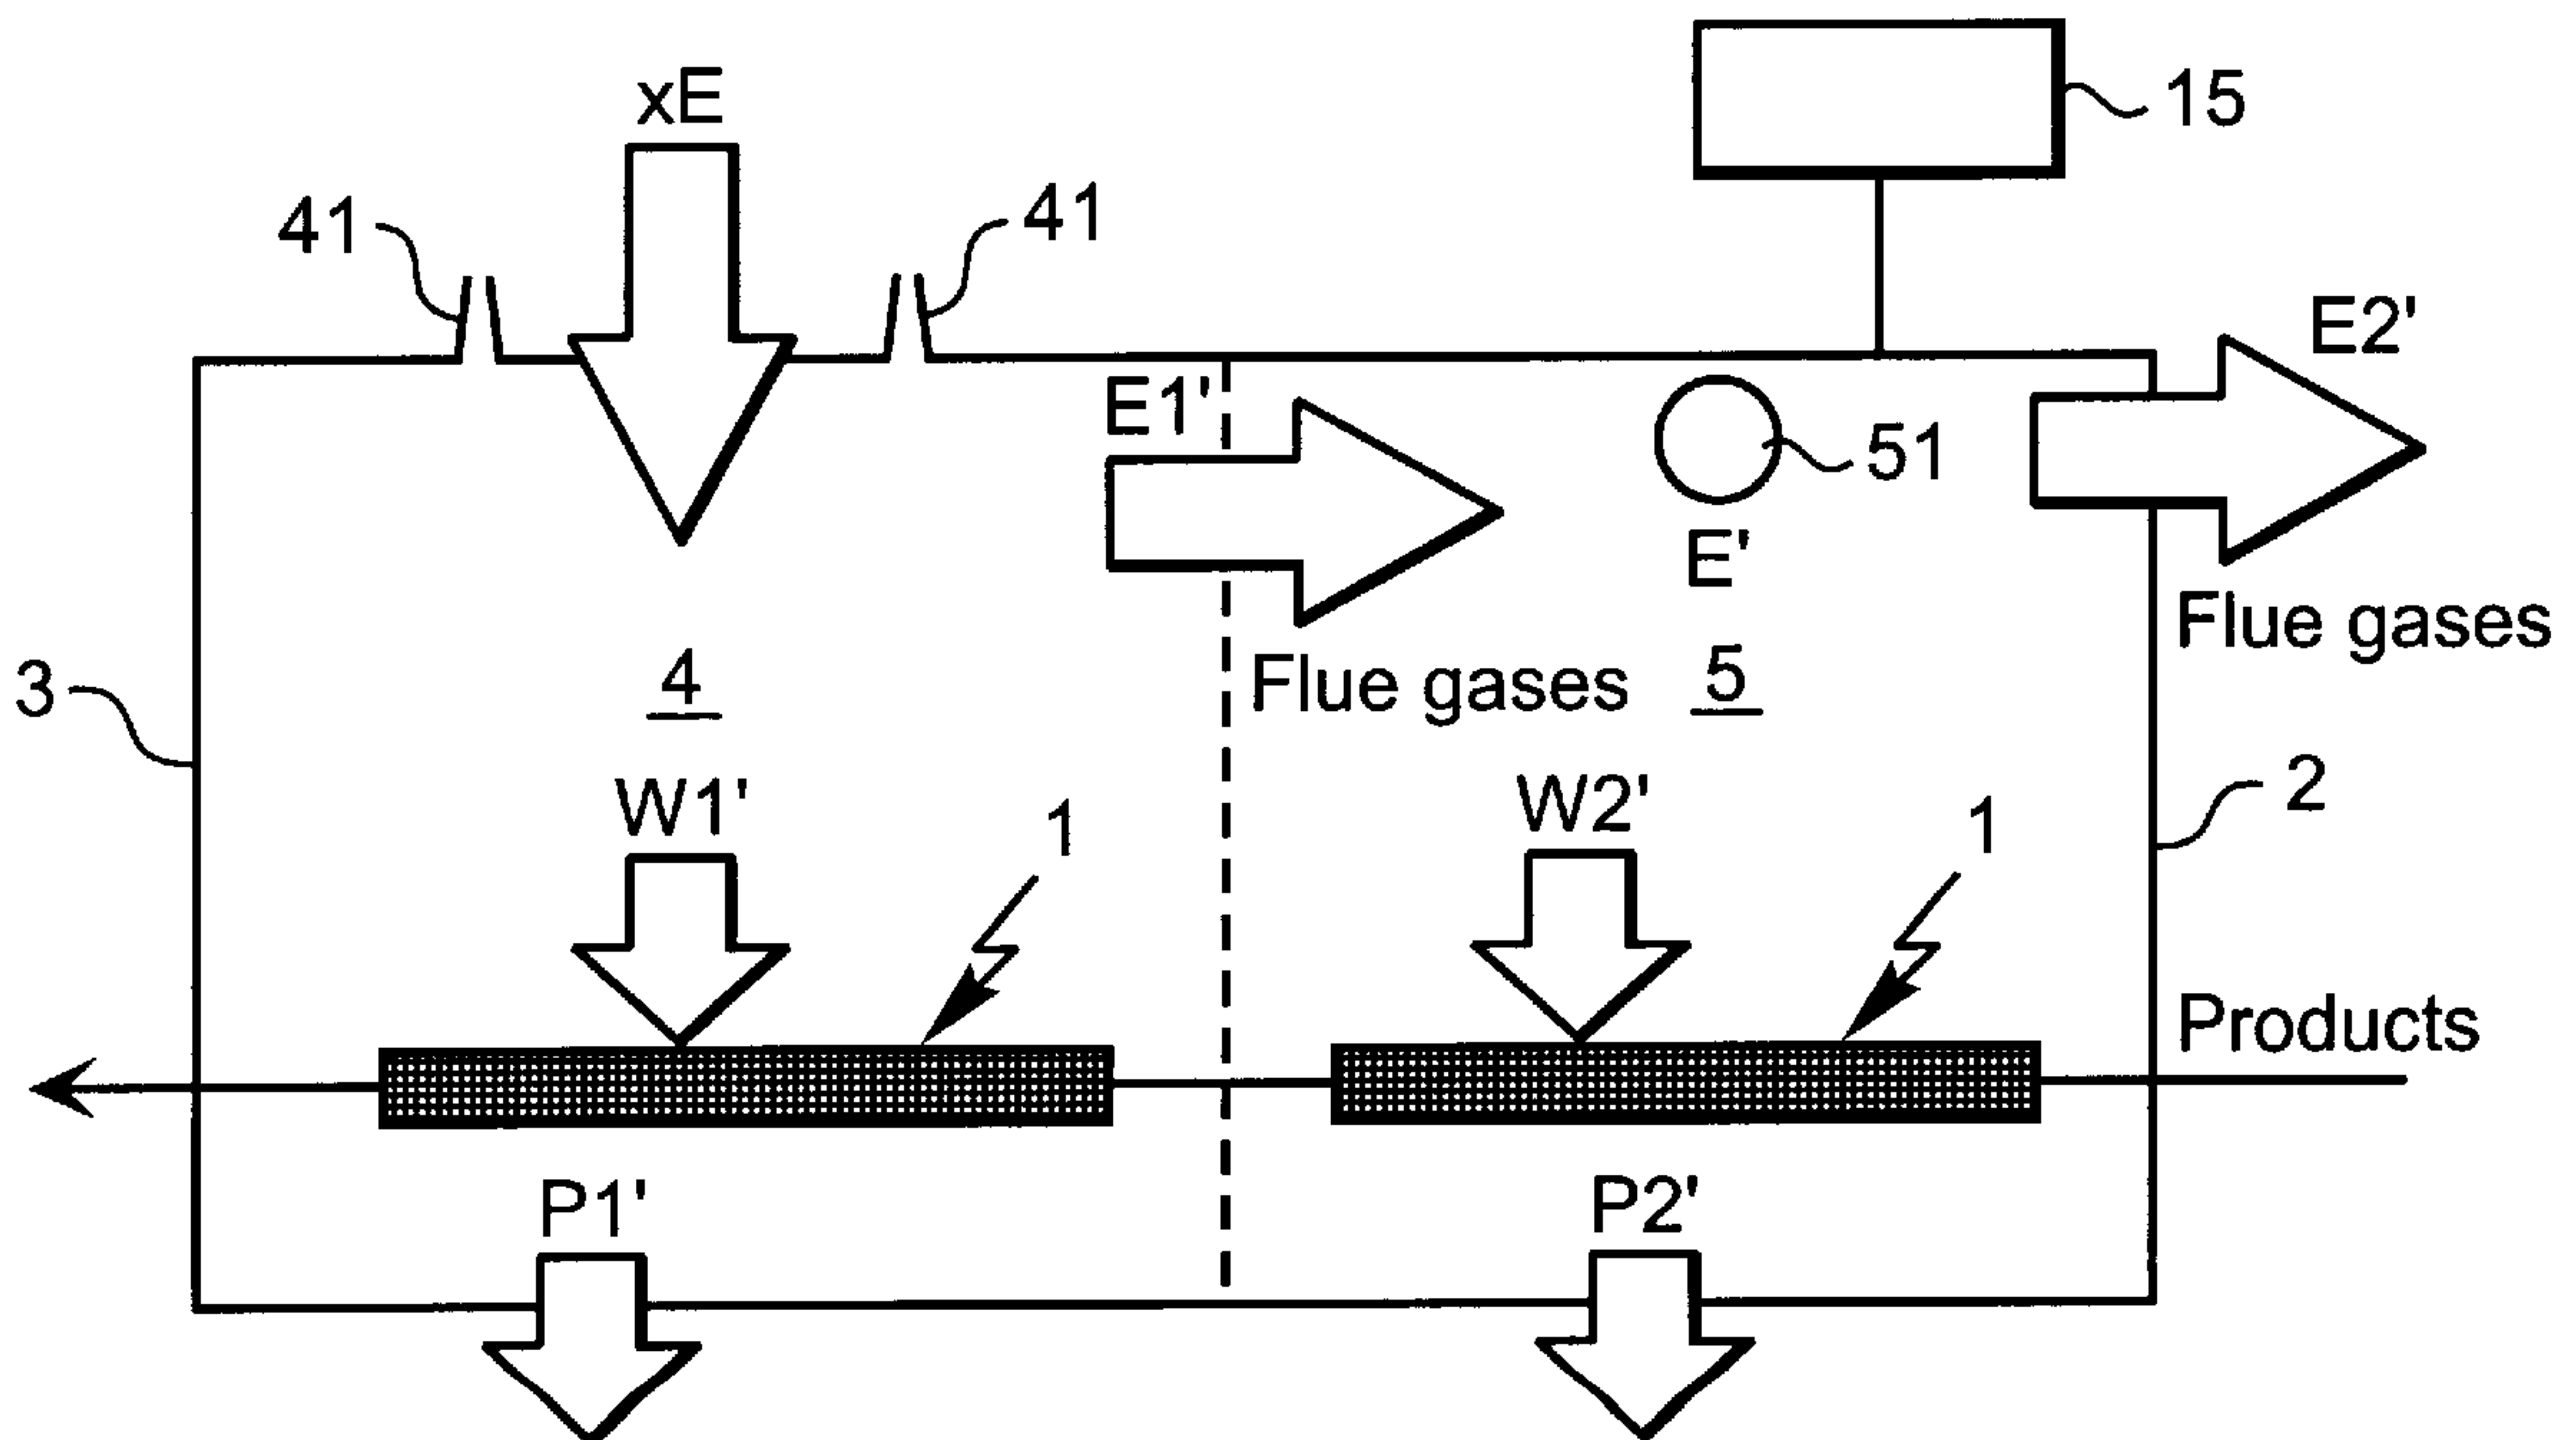 15
xE
41
41
E2'
E1'
51
E'
Flue gases
Flue gases
3
4
5
W1'
1
W2'
1
2
Products
P1'
P2'